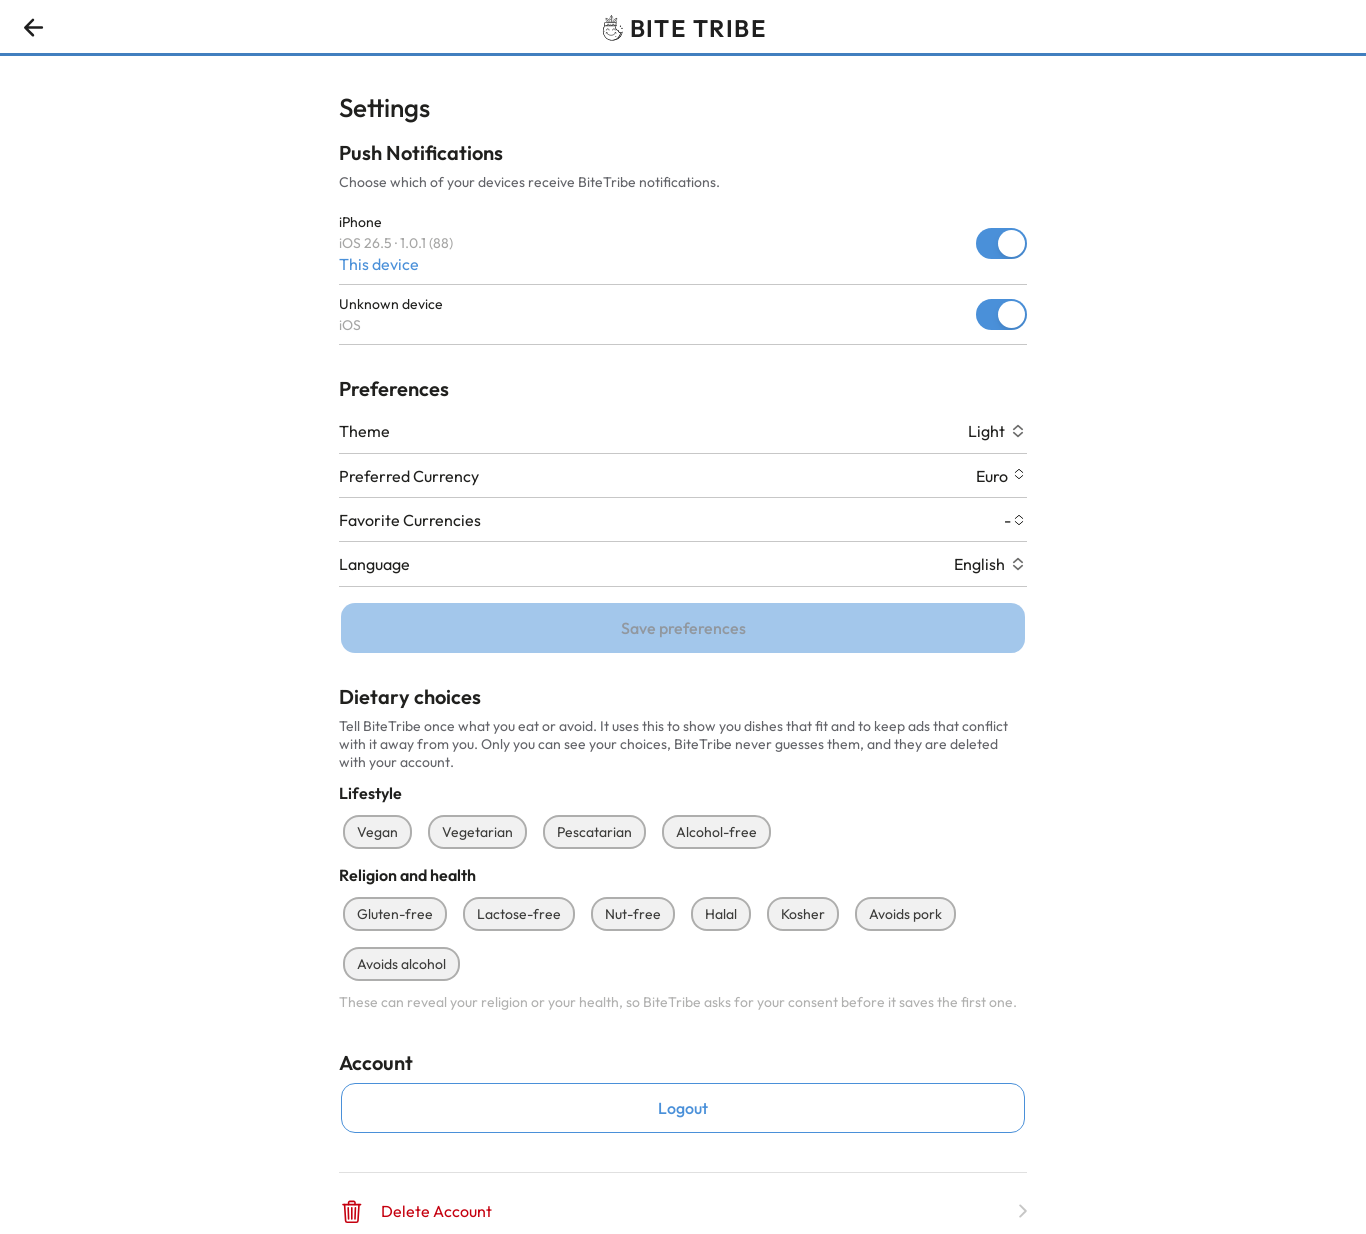 BITE TRIBE
Settings
Push Notifications
Choose which of your devices receive BiteTribe notifications.
iPhone
iOS 26.5 · 1.0.1 (88)
This device
Unknown device
iOS
Preferences
Theme Light
Preferred Currency Euro
Favorite Currencies -
Language English
Save preferences
Dietary choices
Tell BiteTribe once what you eat or avoid. It uses this to show you dishes that fit and to keep ads that conflict
with it away from you. Only you can see your choices, BiteTribe never guesses them, and they are deleted
with your account.
Lifestyle
Vegan Vegetarian Pescatarian Alcohol-free
Religion and health
Gluten-free Lactose-free Nut-free Halal Kosher Avoids pork
Avoids alcohol
These can reveal your religion or your health, so BiteTribe asks for your consent before it saves the first one.
Account
Logout
Delete Account